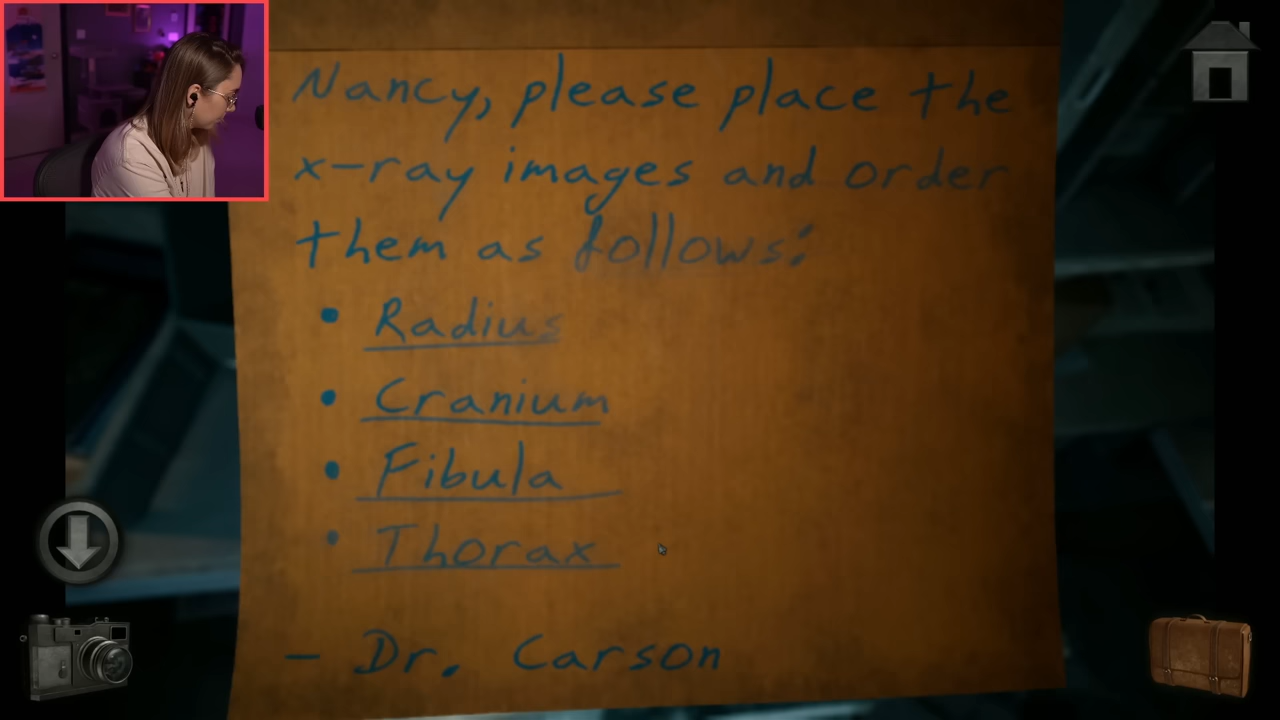 Nancy, please place the
x-ray images and order
them as follows:
• Radius
• Cranium
• Fibula
• Thorax
- Dr. Carson